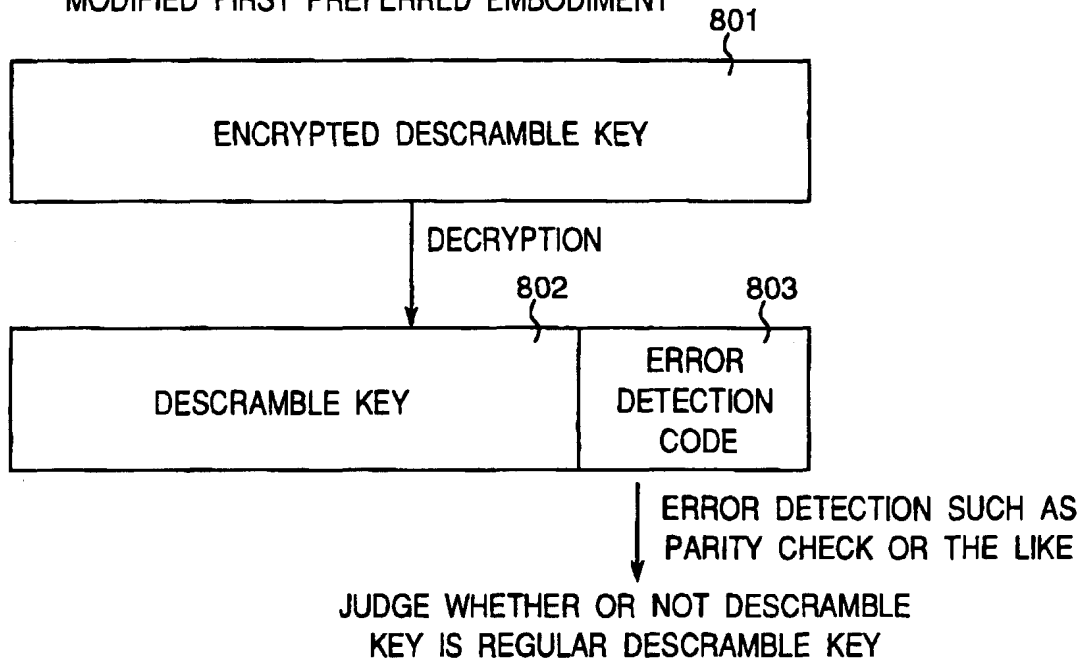 MODIFIED FIRST PREFERRED EMBODIMENT
801
ENCRYPTED DESCRAMBLE KEY
DECRYPTION
802
803
DESCRAMBLE KEY
ERROR
DETECTION
CODE
ERROR DETECTION SUCH AS
PARITY CHECK OR THE LIKE
JUDGE WHETHER OR NOT DESCRAMBLE
KEY IS REGULAR DESCRAMBLE KEY